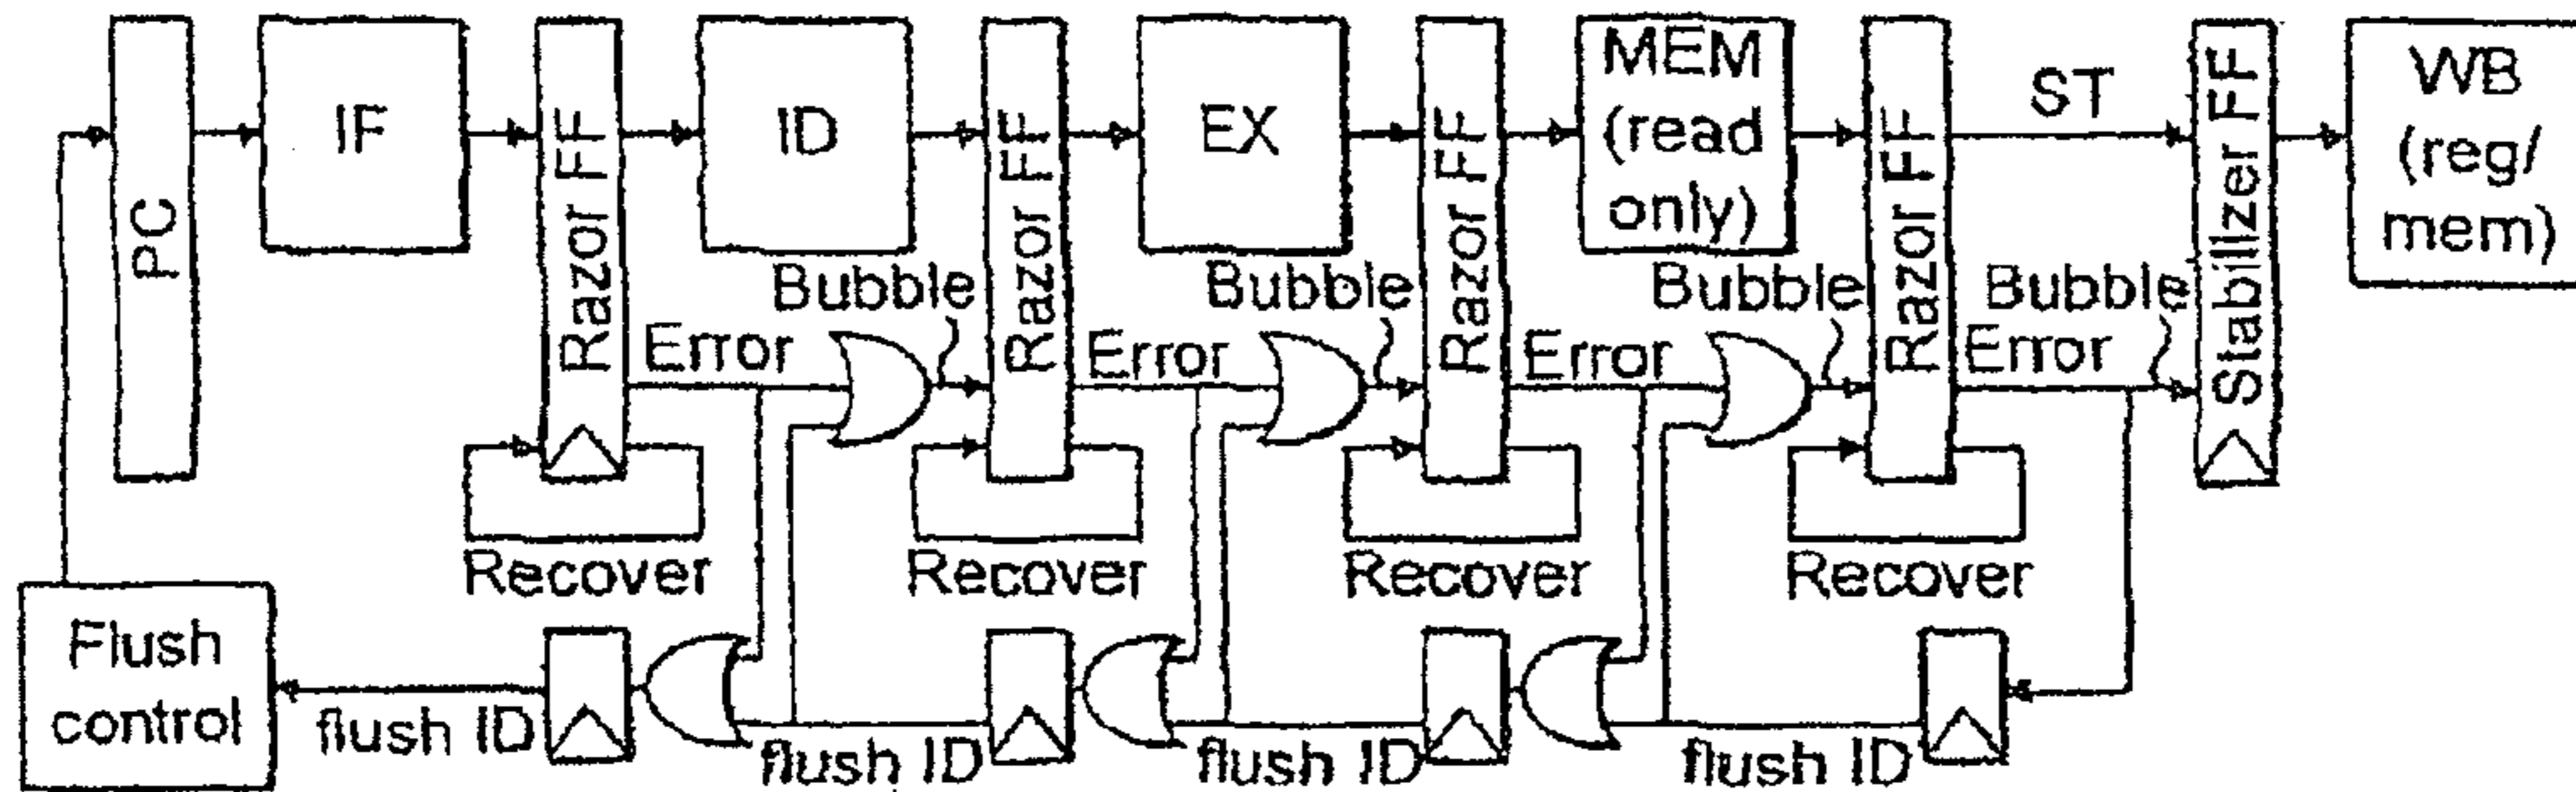 PC
IF
Razor FF
ID
Razor FF
EX
Razor FF
MEM
(read
only)
Razor FF
ST
Stabilizer FF
WB
(reg/
mem)
Bubble
Bubble
Bubble
Bubble
Error
Error
Error
Error
Recover
Recover
Recover
Recover
Flush
control
flush ID
flush ID
flush ID
flush ID